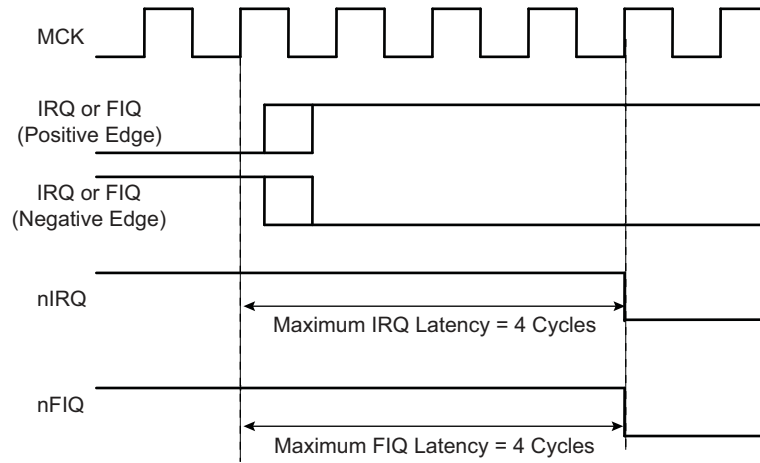 MCK
IRQ or FIQ
(Positive Edge)
IRQ or FIQ
(Negative Edge)
nIRQ
Maximum IRQ Latency = 4 Cycles
nFIQ
Maximum FIQ Latency = 4 Cycles